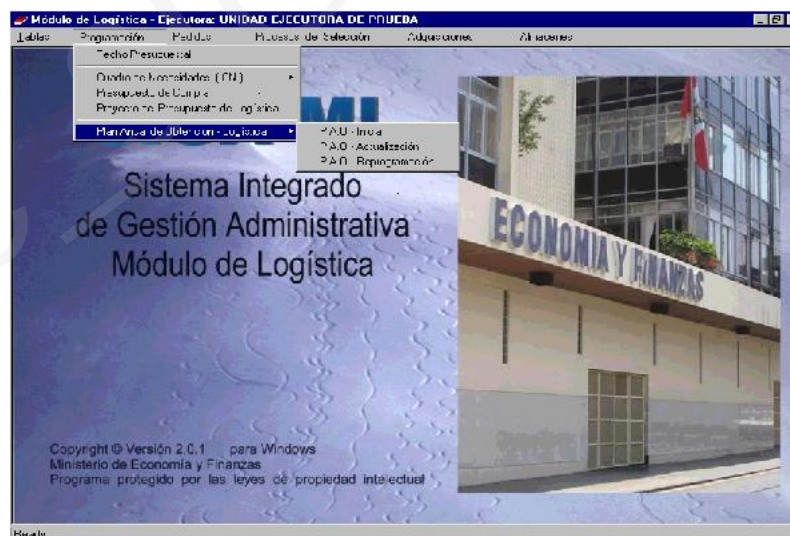 Módulo de Logística - Ejecutora: UNIDAD EJECUTORA DE PRUEBA
Tablas Programación Pedidos Procesos de Selección Adquisiciones Almacenes
Techo Presupuestal
Cuadro de Necesidades
Presupuesto de Compra
Proyecto de Presupuesto de Logística
Plan Anual de Obtención - Logística
P.A.O - Inicial
P.A.O - Actualización
P.A.O - Reprogramación
Sistema Integrado
de Gestión Administrativa
Módulo de Logística
ECONOMIA Y FINANZAS
Copyright © Versión 2.0.1 para Windows
Ministerio de Economía y Finanzas
Programa protegido por las leyes de propiedad intelectual
Ready